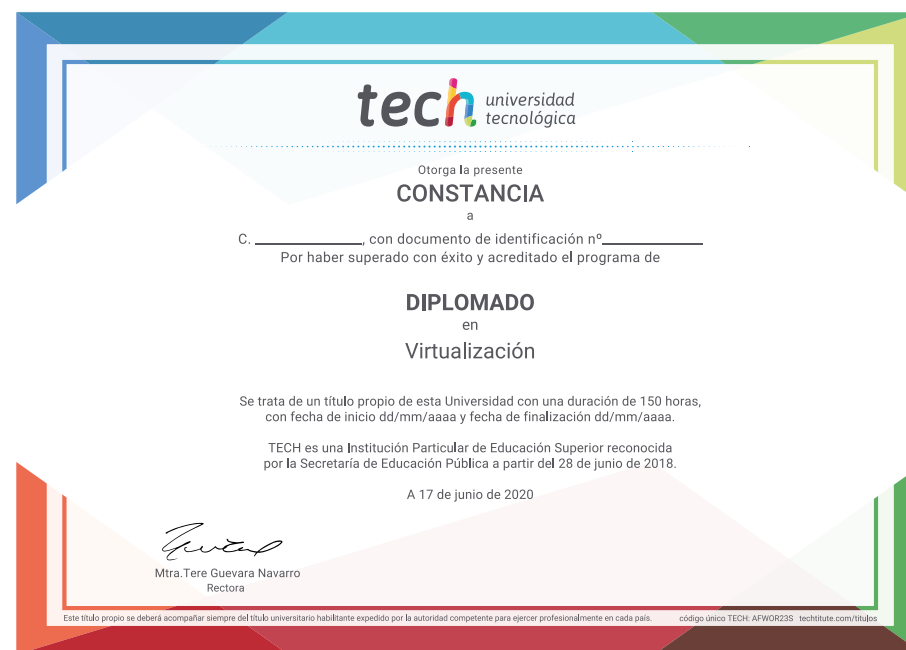 tech universidad
tecnológica
Otorga la presente
CONSTANCIA
a
C. ____________, con documento de identificación nº____________
Por haber superado con éxito y acreditado el programa de
DIPLOMADO
en
Virtualización
Se trata de un título propio de esta Universidad con una duración de 150 horas,
con fecha de inicio dd/mm/aaaa y fecha de finalización dd/mm/aaaa.
TECH es una Institución Particular de Educación Superior reconocida
por la Secretaría de Educación Pública a partir del 28 de junio de 2018.
A 17 de junio de 2020
Mtra.Tere Guevara Navarro
Rectora
Este título propio se deberá acompañar siempre del título universitario habilitante expedido por la autoridad competente para ejercer profesionalmente en cada país. código único TECH: AFWOR23S techtitute.com/titulos